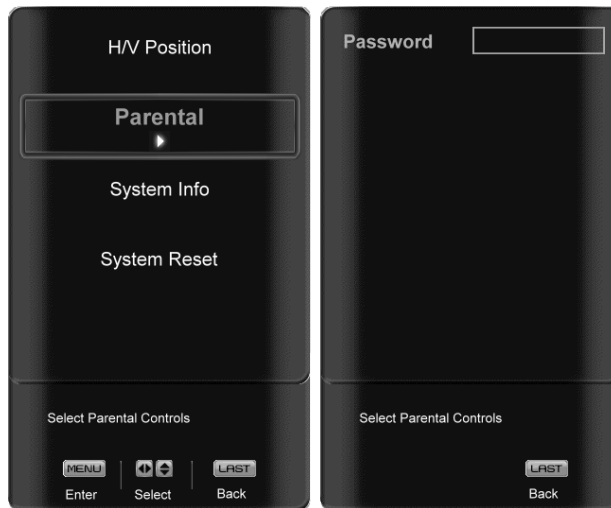 H/V Position
Parental
System Info
System Reset
Select Parental Controls
MENU LAST
Enter Select Back
Password
Select Parental Controls
LAST
Back